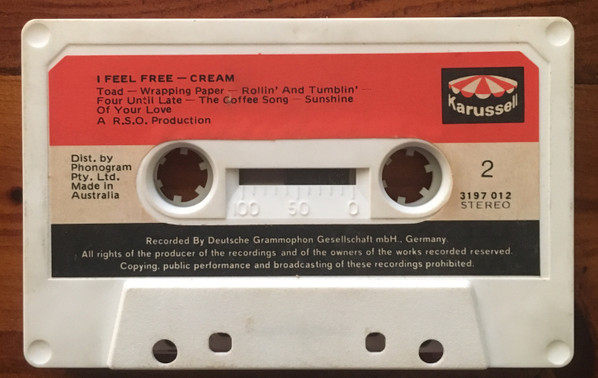 I FEEL FREE — CREAM
Toad — Wrapping Paper — Rollin' And Tumblin' —
Four Until Late — The Coffee Song — Sunshine
Of Your Love
A R.S.O. Production
Karussell
Dist. by
Phonogram
Pty. Ltd.
Made in
Australia
100 50 0
2
3197 012
STEREO
Recorded By Deutsche Grammophon Gesellschaft mbH., Germany.
All rights of the producer of the recordings and of the owners of the works recorded reserved.
Copying, public performance and broadcasting of these recordings prohibited.